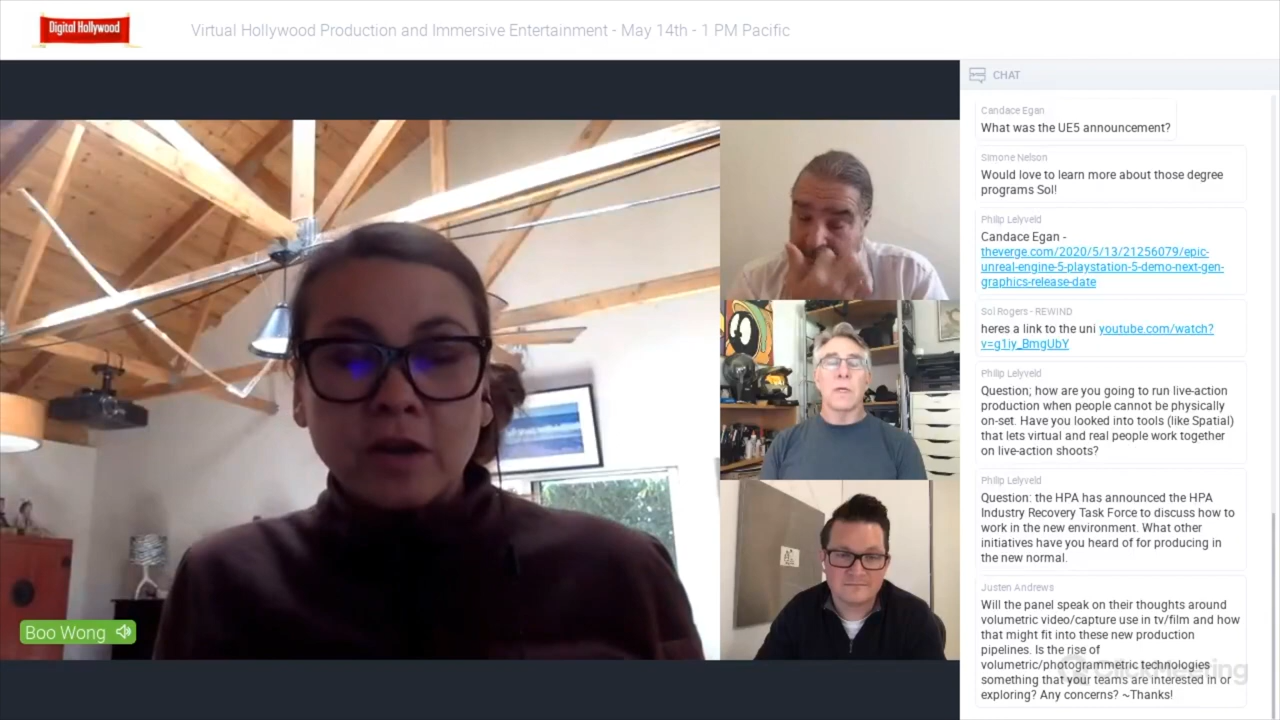 Digital Hollywood
Virtual Hollywood Production and Immersive Entertainment - May 14th - 1 PM Pacific
CHAT
Candace Egan
What was the UE5 announcement?
Simone Nelson
Would love to learn more about those degree
programs Sol!
Philip Lelyveld
Candace Egan -
theverge.com/2020/5/13/21256079/epic-
unreal-engine-5-playstation-5-demo-next-gen-
graphics-release-date
Sol Rogers - REWIND
heres a link to the uni youtube.com/watch?
v=g1iy_BmgUbY
Philip Lelyveld
Question; how are you going to run live-action
production when people cannot be physically
on-set. Have you looked into tools (like Spatial)
that lets virtual and real people work together
on live-action shoots?
Philip Lelyveld
Question: the HPA has announced the HPA
Industry Recovery Task Force to discuss how to
work in the new environment. What other
initiatives have you heard of for producing in
the new normal.
Justen Andrews
Will the panel speak on their thoughts around
volumetric video/capture use in tv/film and how
that might fit into these new production
pipelines. Is the rise of
volumetric/photogrammetric technologies
something that your teams are interested in or
exploring? Any concerns? ~Thanks!
ClickMeeting
Boo Wong